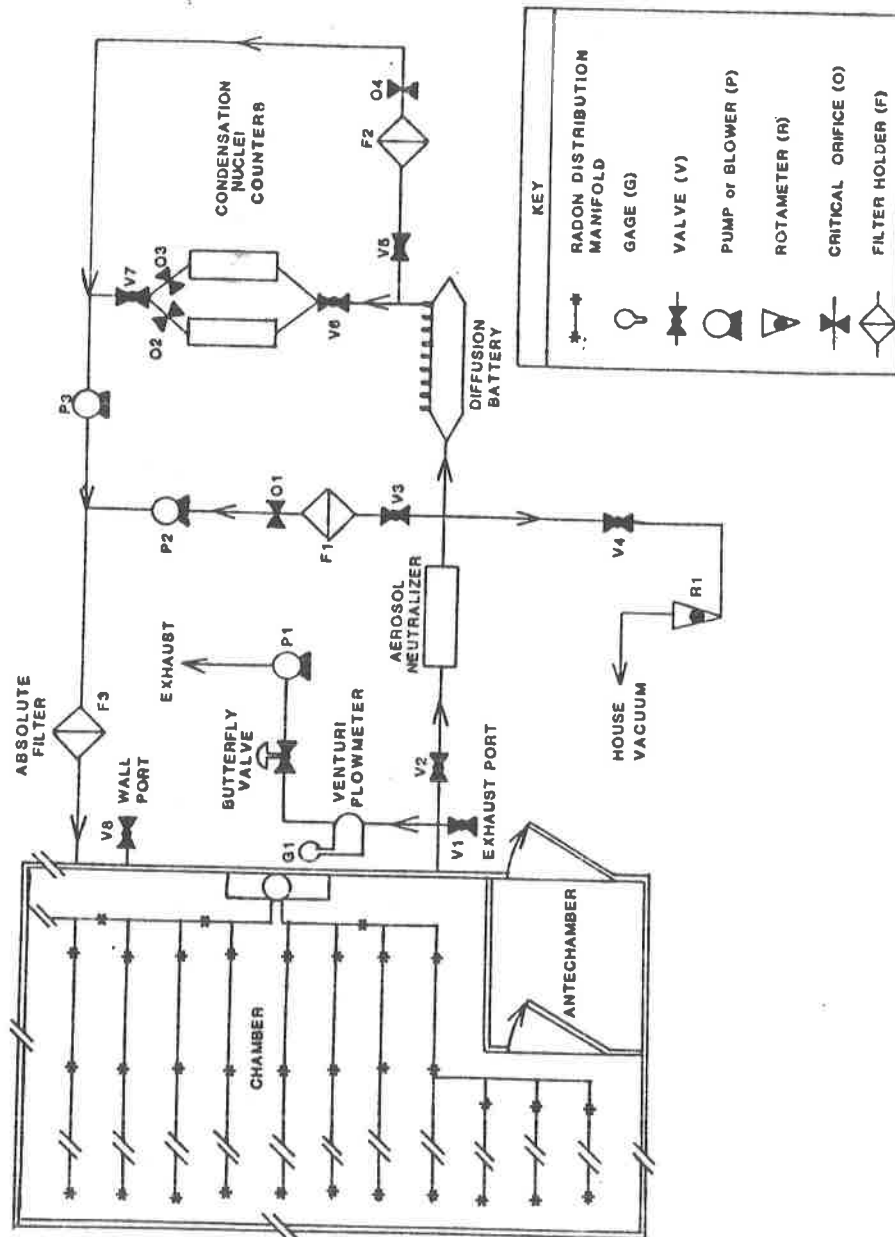 ABSOLUTE
FILTER
F3
V8
WALL
PORT
EXHAUST
P1
BUTTERFLY
VALVE
VENTURI
FLOWMETER
G1
V1
EXHAUST PORT
V2
AEROSOL
NEUTRALIZER
P2
O1
F1
V3
V4
R1
HOUSE
VACUUM
P3
V7
O2
O3
CONDENSATION
NUCLEI
COUNTERS
V6
V5
F2
O4
DIFFUSION
BATTERY
CHAMBER
ANTECHAMBER
KEY
RADON DISTRIBUTION
MANIFOLD
GAGE (G)
VALVE (V)
PUMP or BLOWER (P)
ROTAMETER (R)
CRITICAL ORIFICE (O)
FILTER HOLDER (F)